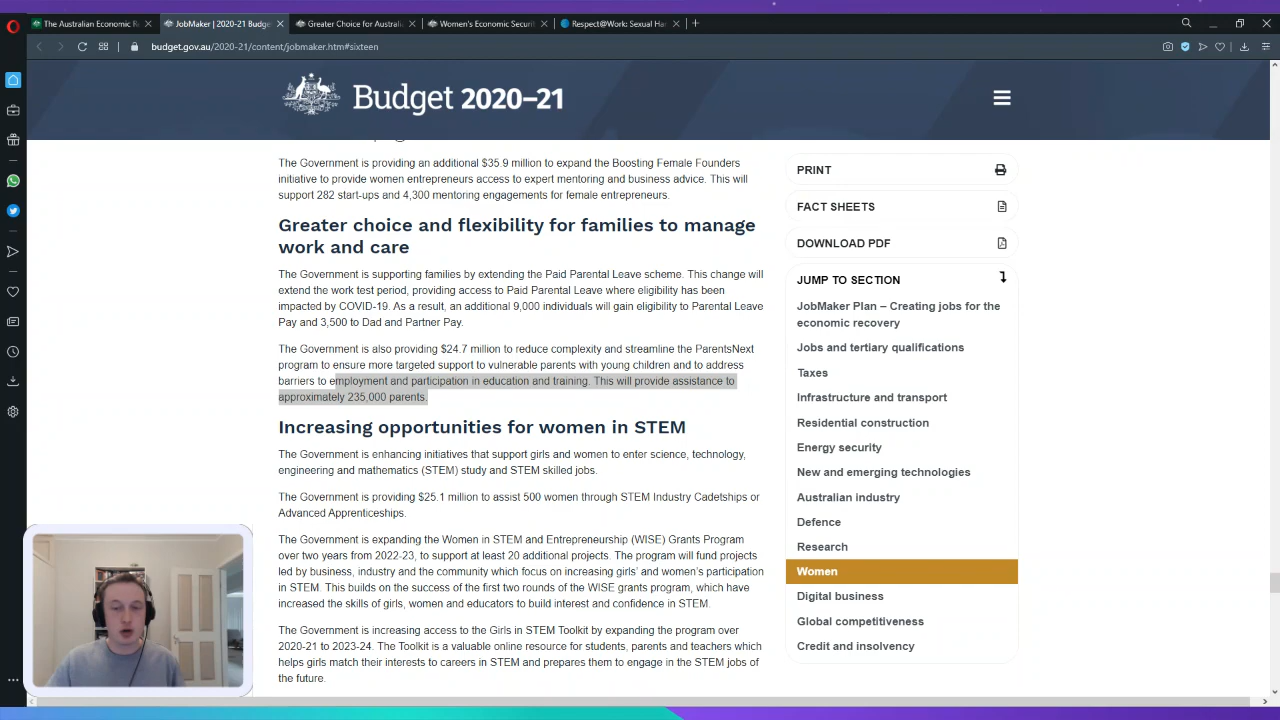 The Australian Economic R
JobMaker | 2020-21 Budge
Greater Choice for Austral
Women's Economic Securi
Respect@Work: Sexual Ha
budget.gov.au/2020-21/content/jobmaker.htm#sixteen
Budget 2020–21
The Government is providing an additional $35.9 million to expand the Boosting Female Founders
initiative to provide women entrepreneurs access to expert mentoring and business advice. This will
support 282 start-ups and 4,300 mentoring engagements for female entrepreneurs.
Greater choice and flexibility for families to manage
work and care
The Government is supporting families by extending the Paid Parental Leave scheme. This change will
extend the work test period, providing access to Paid Parental Leave where eligibility has been
impacted by COVID-19. As a result, an additional 9,000 individuals will gain eligibility to Parental Leave
Pay and 3,500 to Dad and Partner Pay.
The Government is also providing $24.7 million to reduce complexity and streamline the ParentsNext
program to ensure more targeted support to vulnerable parents with young children and to address
barriers to employment and participation in education and training. This will provide assistance to
approximately 235,000 parents.
Increasing opportunities for women in STEM
The Government is enhancing initiatives that support girls and women to enter science, technology,
engineering and mathematics (STEM) study and STEM skilled jobs.
The Government is providing $25.1 million to assist 500 women through STEM Industry Cadetships or
Advanced Apprenticeships.
The Government is expanding the Women in STEM and Entrepreneurship (WISE) Grants Program
over two years from 2022-23, to support at least 20 additional projects. The program will fund projects
led by business, industry and the community which focus on increasing girls' and women's participation
in STEM. This builds on the success of the first two rounds of the WISE grants program, which have
increased the skills of girls, women and educators to build interest and confidence in STEM.
The Government is increasing access to the Girls in STEM Toolkit by expanding the program over
2020-21 to 2023-24. The Toolkit is a valuable online resource for students, parents and teachers which
helps girls match their interests to careers in STEM and prepares them to engage in the STEM jobs of
the future.
PRINT
FACT SHEETS
DOWNLOAD PDF
JUMP TO SECTION
JobMaker Plan – Creating jobs for the
economic recovery
Jobs and tertiary qualifications
Taxes
Infrastructure and transport
Residential construction
Energy security
New and emerging technologies
Australian industry
Defence
Research
Women
Digital business
Global competitiveness
Credit and insolvency